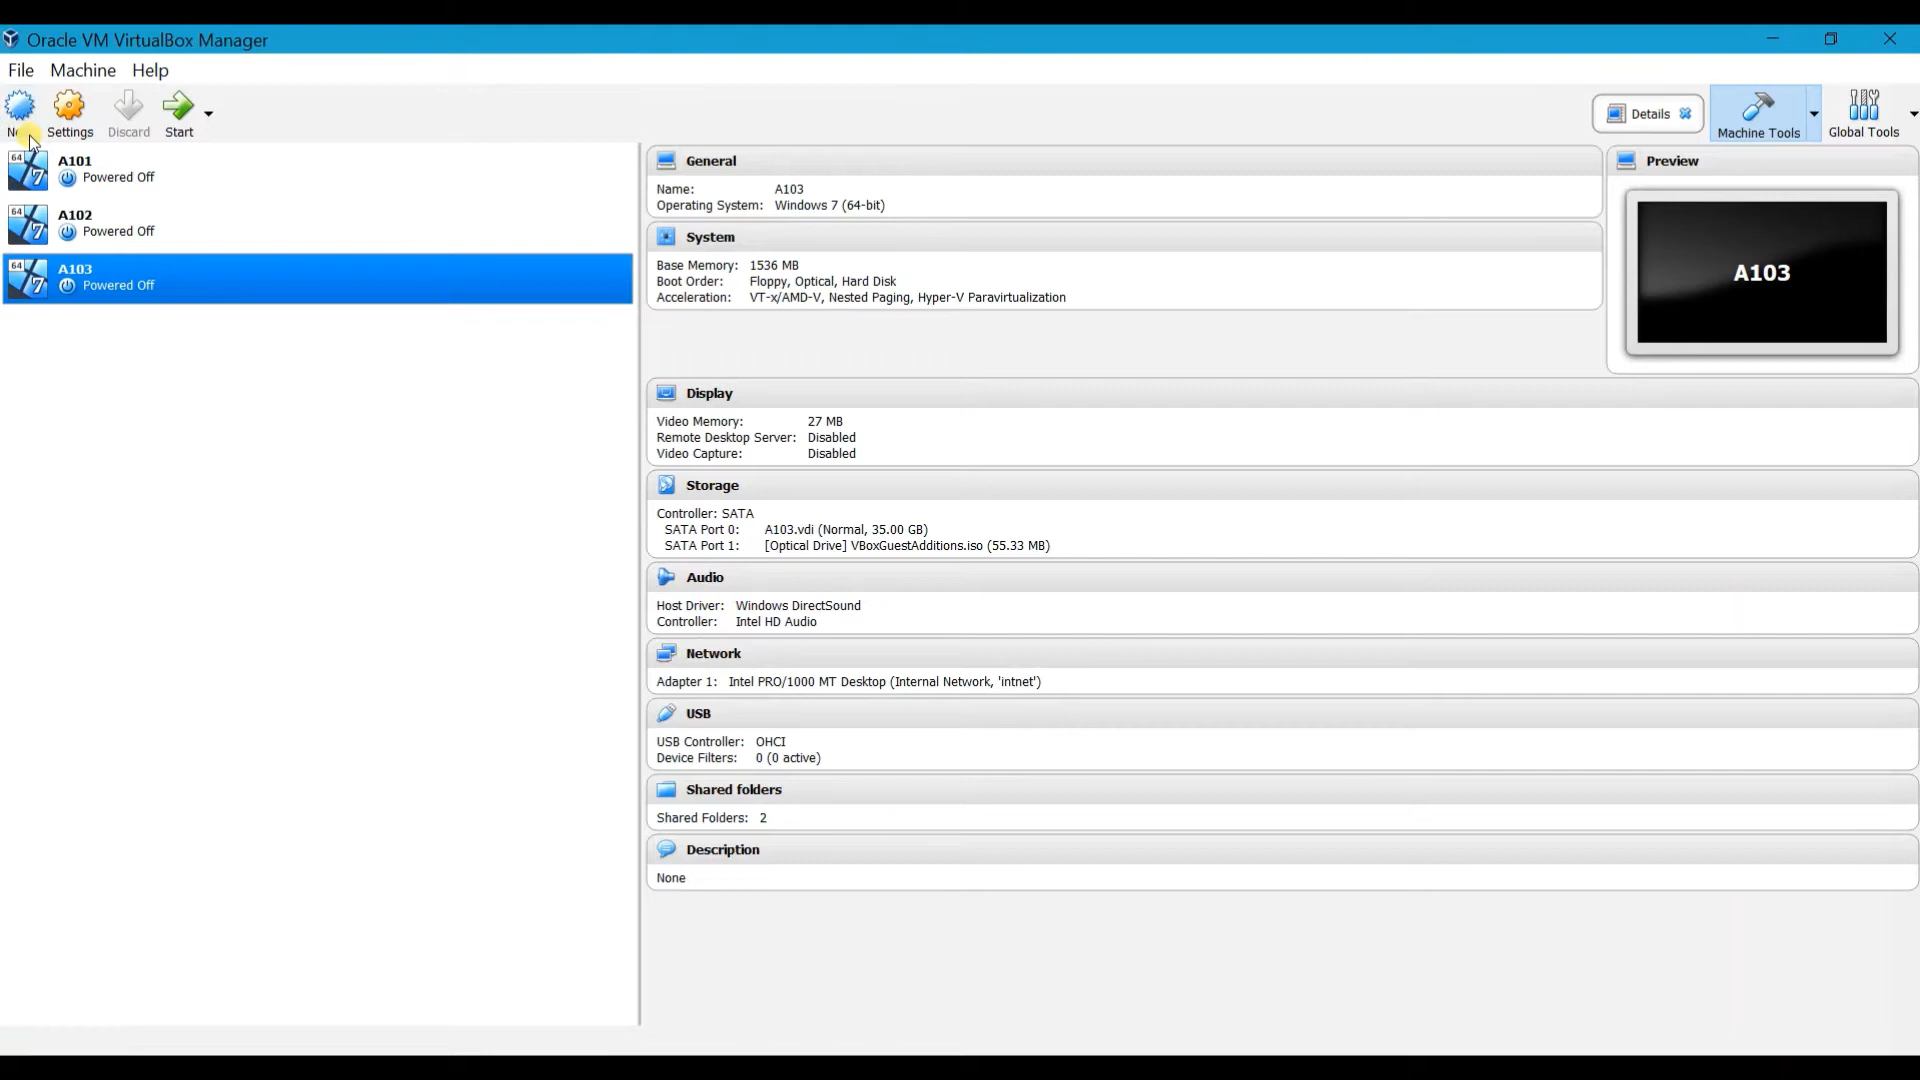 Oracle VM VirtualBox Manager
File Machine Help
Settings Discard Start
Details Machine Tools Global Tools
64 7 A101
Powered Off
64 7 A102
Powered Off
64 7 A103
Powered Off
General
Name: A103
Operating System: Windows 7 (64-bit)
System
Base Memory: 1536 MB
Boot Order: Floppy, Optical, Hard Disk
Acceleration: VT-x/AMD-V, Nested Paging, Hyper-V Paravirtualization
Preview
A103
Display
Video Memory: 27 MB
Remote Desktop Server: Disabled
Video Capture: Disabled
Storage
Controller: SATA
SATA Port 0: A103.vdi (Normal, 35.00 GB)
SATA Port 1: [Optical Drive] VBoxGuestAdditions.iso (55.33 MB)
Audio
Host Driver: Windows DirectSound
Controller: Intel HD Audio
Network
Adapter 1: Intel PRO/1000 MT Desktop (Internal Network, 'intnet')
USB
USB Controller: OHCI
Device Filters: 0 (0 active)
Shared folders
Shared Folders: 2
Description
None